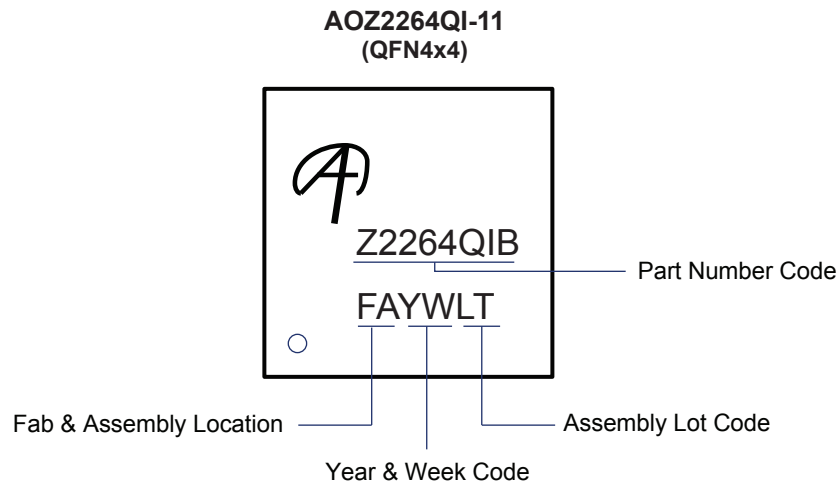 AOZ2264QI-11
(QFN4x4)
Z2264QIB
Part Number Code
FAYWLT
Fab & Assembly Location
Assembly Lot Code
Year & Week Code